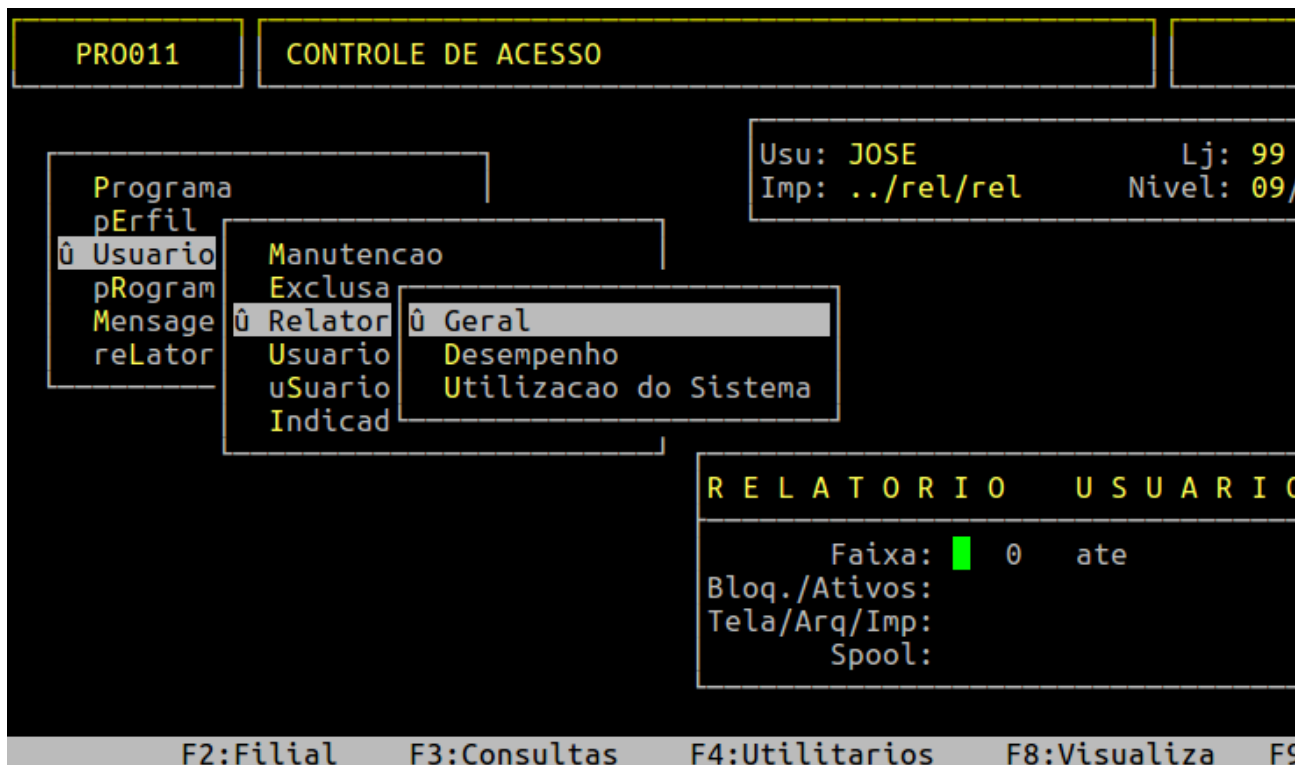 PRO011 CONTROLE DE ACESSO
Usu: JOSE Lj: 99
Imp: ../rel/rel Nivel: 09/
Programa
pErfil
û Usuario
pRogram
Mensage
reLator
Manutencao
Exclusa
û Relator
Usuario
uSuario
Indicad
û Geral
Desempenho
Utilizacao do Sistema
R E L A T O R I O U S U A R I O
Faixa: 0 ate
Bloq./Ativos:
Tela/Arq/Imp:
Spool:
F2:Filial F3:Consultas F4:Utilitarios F8:Visualiza F9